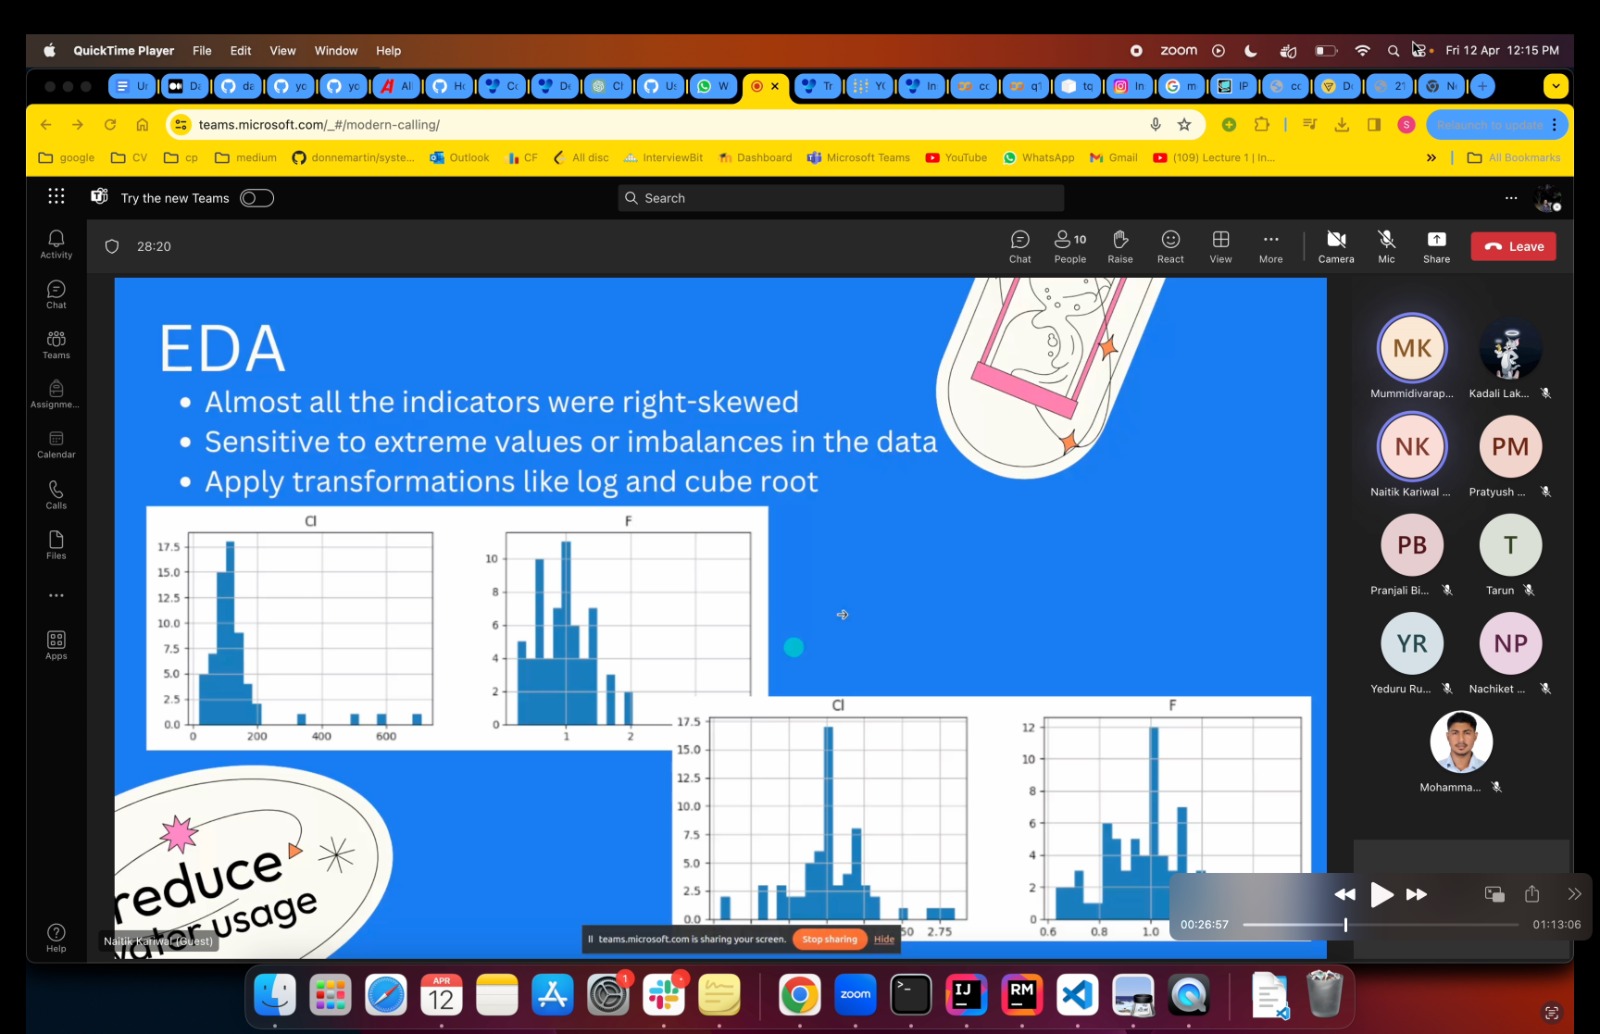 QuickTime Player File Edit View Window Help
zoom
Fri 12 Apr 12:15 PM
teams.microsoft.com/_#/modern-calling/
Relaunch to update
google CV cp medium donnemartin/syste... Outlook CF All disc InterviewBit Dashboard Microsoft Teams YouTube WhatsApp Gmail (109) Lecture 1 | In... » All Bookmarks
Try the new Teams
Search
28:20
Chat People 10 Raise React View More Camera Mic Share Leave
Activity
Chat
Teams
Assignme...
Calendar
Calls
Files
Apps
Help
EDA
• Almost all the indicators were right-skewed
• Sensitive to extreme values or imbalances in the data
• Apply transformations like log and cube root
Cl
17.5
15.0
12.5
10.0
7.5
5.0
2.5
0.0
0 200 400 600
F
10
8
6
4
2
0
1 2
Cl
17.5
15.0
12.5
10.0
7.5
5.0
2.5
0.0
50 2.75
F
12
10
8
6
4
2
0
0.6 0.8 1.0
reduce
water usage
Naitik Kariwal (Guest)
teams.microsoft.com is sharing your screen. Stop sharing Hide
MK
Mummidivarap... Kadali Lak...
NK PM
Naitik Kariwal ... Pratyush ...
PB T
Pranjali Bi... Tarun
YR NP
Yeduru Ru... Nachiket ...
Mohamma...
00:26:57 01:13:06
APR
12
1
zoom
IJ
RM